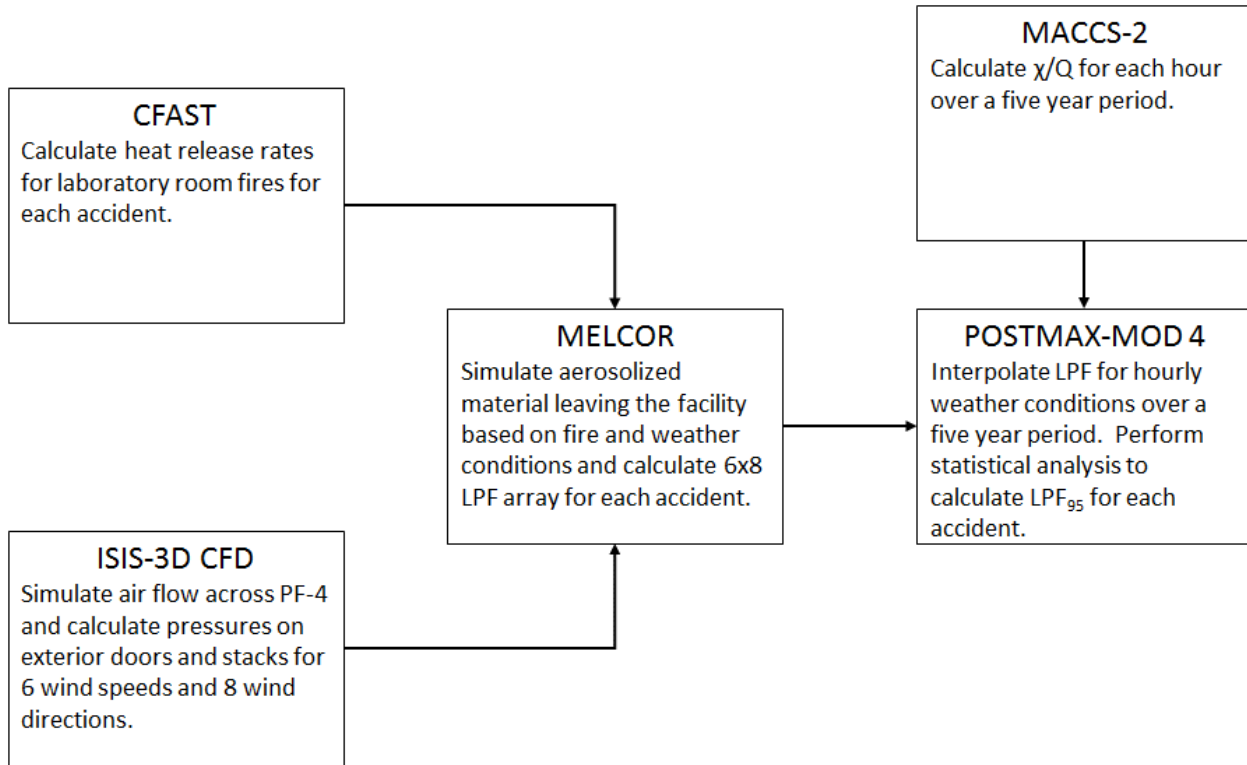 CFAST
Calculate heat release rates
for laboratory room fires for
each accident.
MACCS-2
Calculate χ/Q for each hour
over a five year period.
MELCOR
Simulate aerosolized
material leaving the facility
based on fire and weather
conditions and calculate 6x8
LPF array for each accident.
POSTMAX-MOD 4
Interpolate LPF for hourly
weather conditions over a
five year period.  Perform
statistical analysis to
calculate LPF₉₅ for each
accident.
ISIS-3D CFD
Simulate air flow across PF-4
and calculate pressures on
exterior doors and stacks for
6 wind speeds and 8 wind
directions.